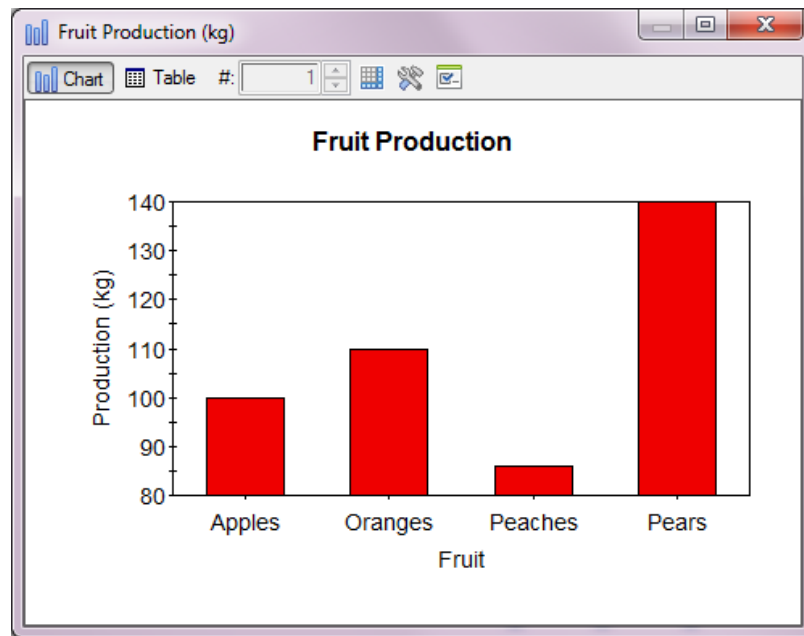 Fruit Production (kg)
Chart Table #: 1
Fruit Production
140
130
120
110
100
90
80
Production (kg)
Apples Oranges Peaches Pears
Fruit